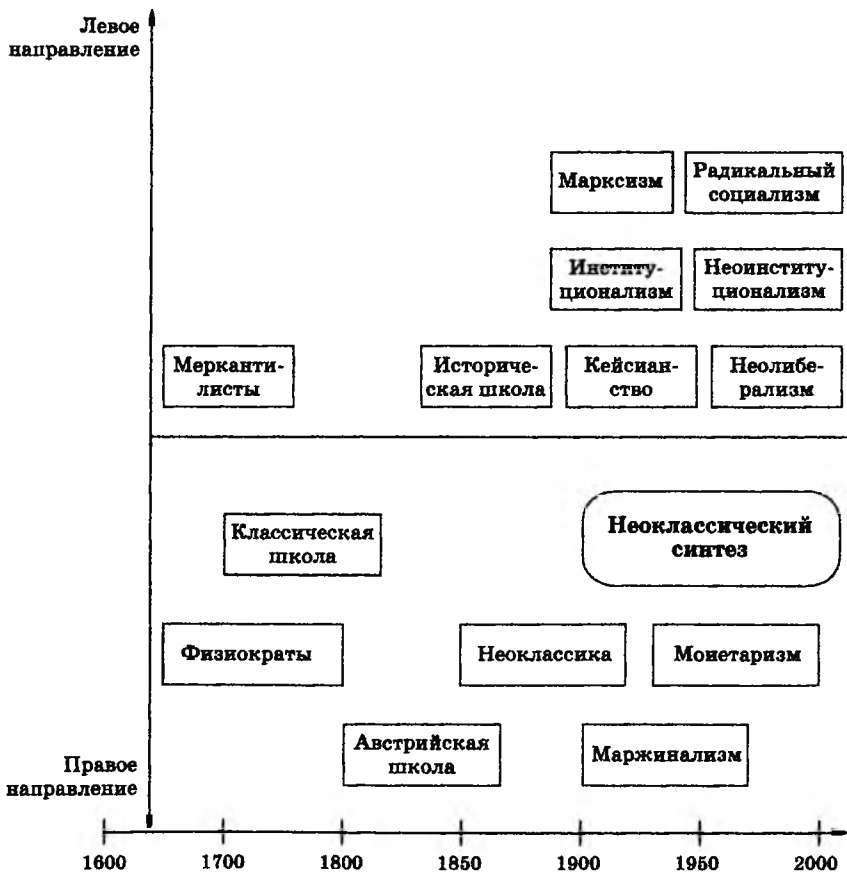 Левое
направление
Марксизм
Радикальный
социализм
Институ-
ционализм
Неоинститу-
ционализм
Мерканти-
листы
Историче-
ская школа
Кейсиан-
ство
Неолибе-
рализм
Классическая
школа
Неоклассический
синтез
Физиократы
Неоклассика
Монетаризм
Австрийская
школа
Маржинализм
Правое
направление
1600 1700 1800 1850 1900 1950 2000